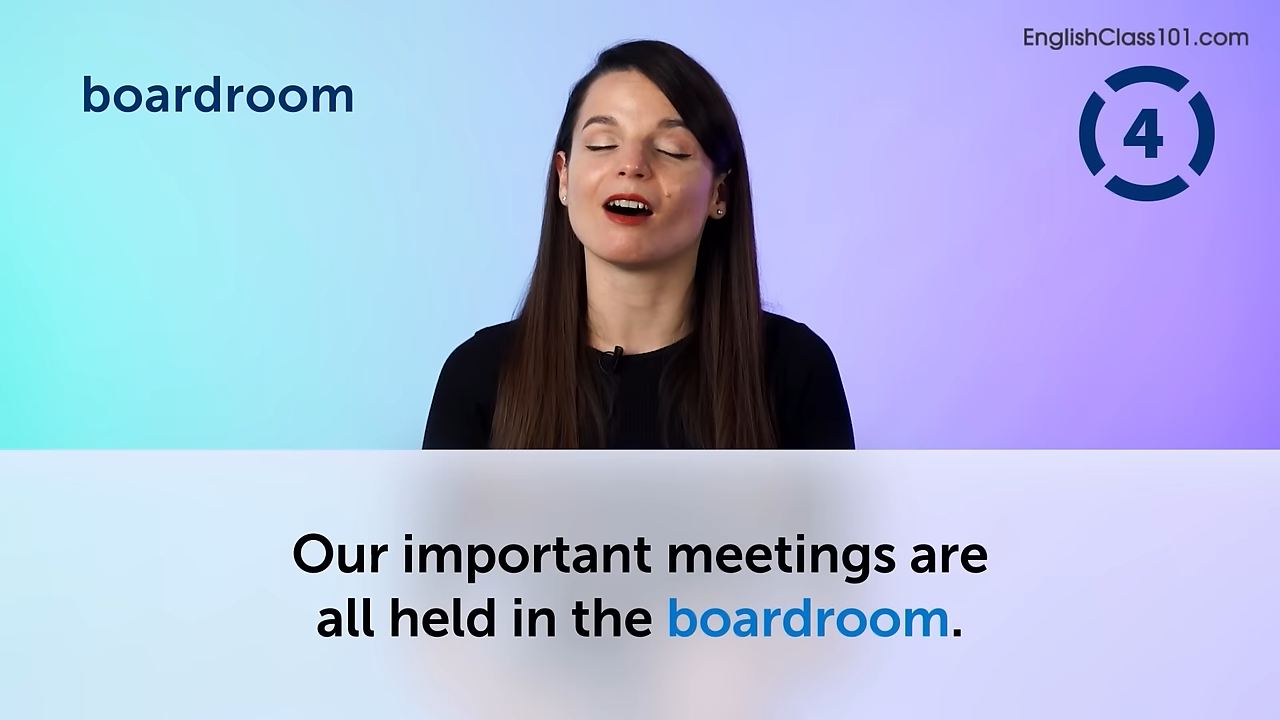 EnglishClass101.com
boardroom
4
Our important meetings are
all held in the boardroom.